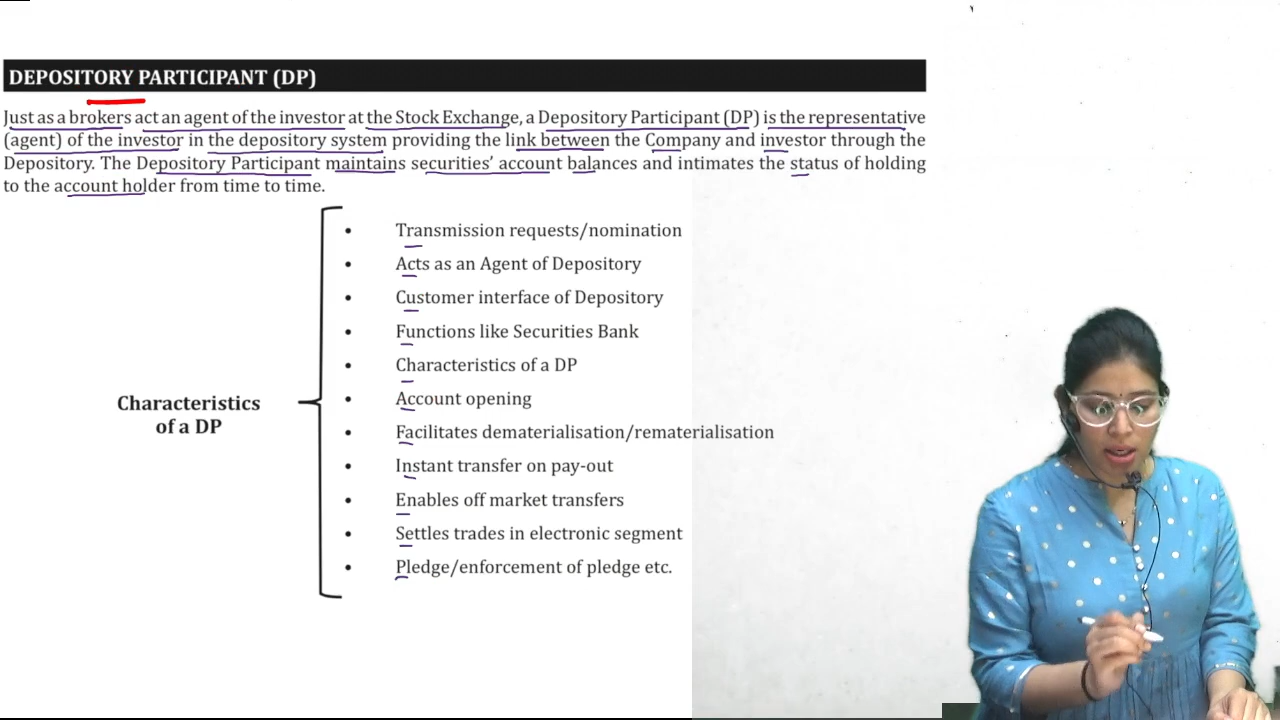 DEPOSITORY PARTICIPANT (DP)
Just as a brokers act an agent of the investor at the Stock Exchange, a Depository Participant (DP) is the representative
(agent) of the investor in the depository system providing the link between the Company and investor through the
Depository. The Depository Participant maintains securities’ account balances and intimates the status of holding
to the account holder from time to time.
Characteristics
of a DP
• Transmission requests/nomination
• Acts as an Agent of Depository
• Customer interface of Depository
• Functions like Securities Bank
• Characteristics of a DP
• Account opening
• Facilitates dematerialisation/rematerialisation
• Instant transfer on pay-out
• Enables off market transfers
• Settles trades in electronic segment
• Pledge/enforcement of pledge etc.